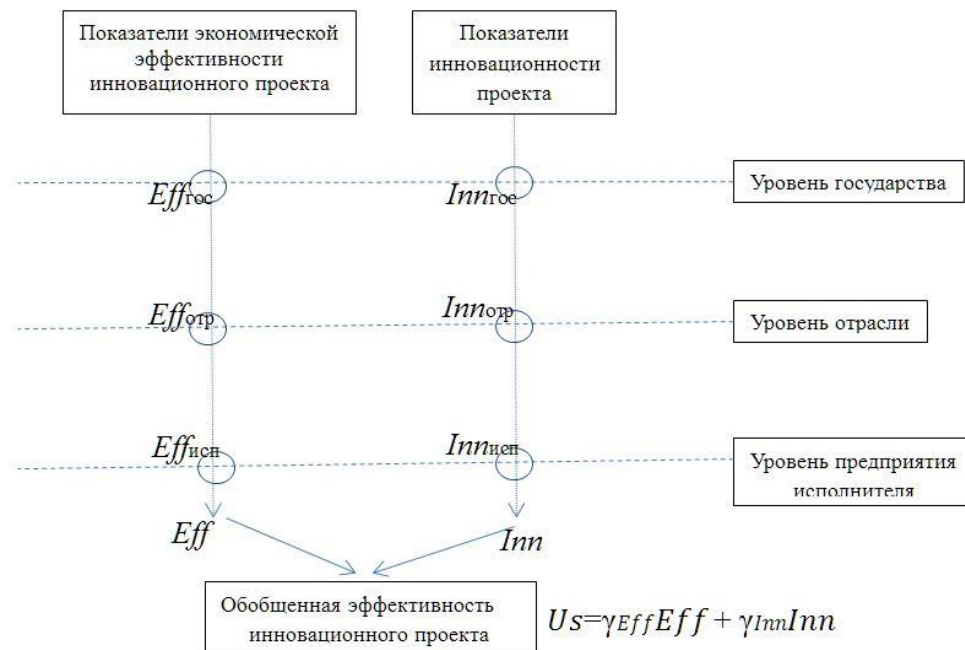 Показатели экономической
эффективности
инновационного проекта
Показатели
инновационности
проекта
Effгос
Innгос
Уровень государства
Effотр
Innотр
Уровень отрасли
Effисп
Innисп
Уровень предприятия
исполнителя
Eff
Inn
Обобщенная эффективность
инновационного проекта
Us=γEffEff + γInnInn